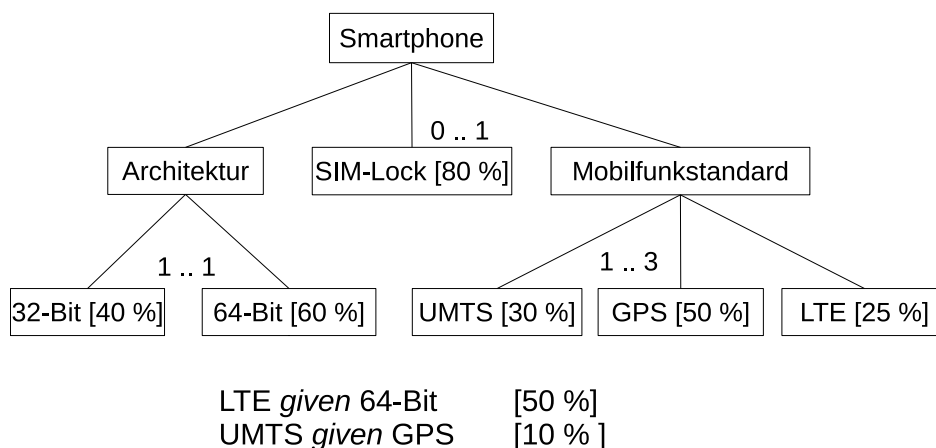 Smartphone
0 .. 1
Architektur
SIM-Lock [80 %]
Mobilfunkstandard
1 .. 1
1 .. 3
32-Bit [40 %]
64-Bit [60 %]
UMTS [30 %]
GPS [50 %]
LTE [25 %]
LTE given 64-Bit [50 %]
UMTS given GPS [10 % ]